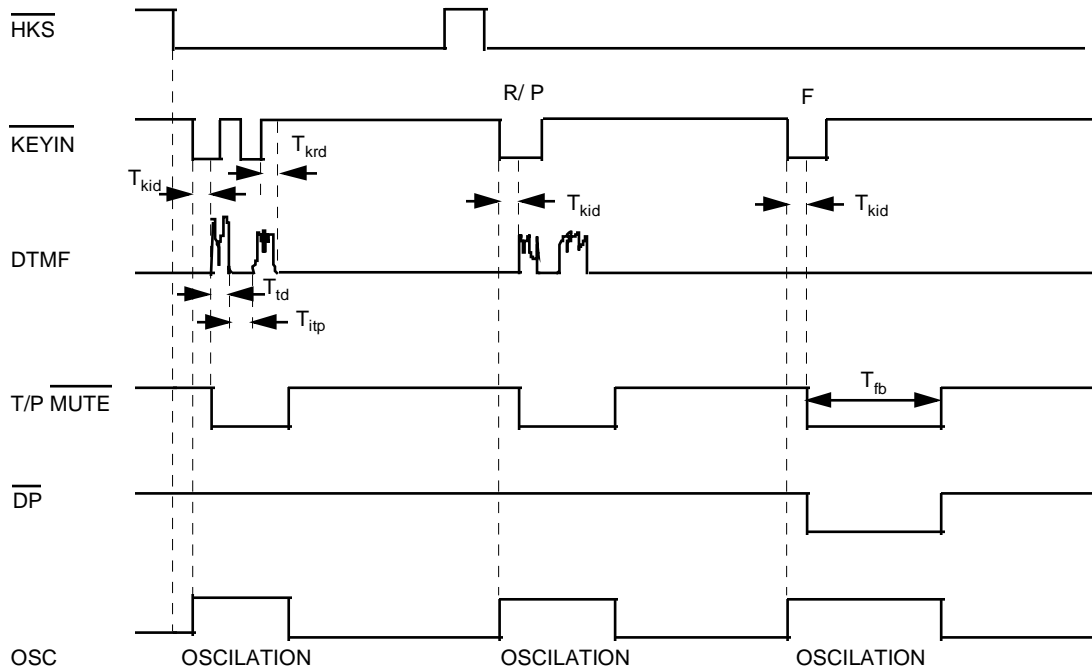 HKS
R/ P
F
KEYIN
Tkrd
Tkid
Tkid
Tkid
DTMF
Ttd
Titp
T/P MUTE
Tfb
DP
OSC
OSCILATION
OSCILATION
OSCILATION